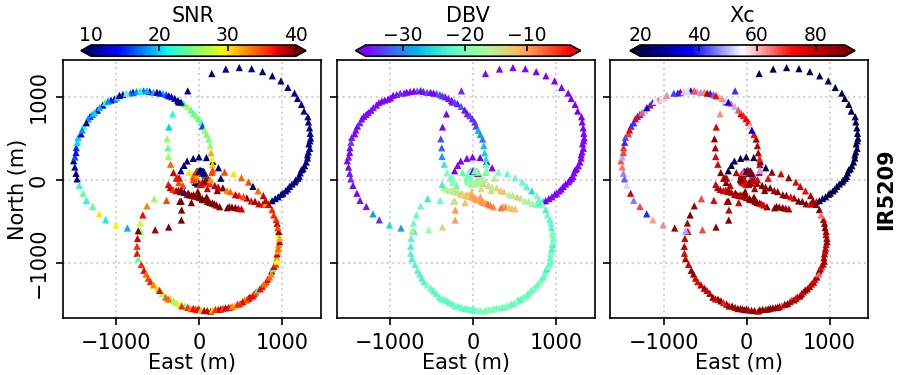 SNR DBV Xc
10 20 30 40 −30 −20 −10 20 40 60 80
1000
0
−1000
North (m)
−1000 0 1000 −1000 0 1000 −1000 0 1000
East (m) East (m) East (m)
IR5209